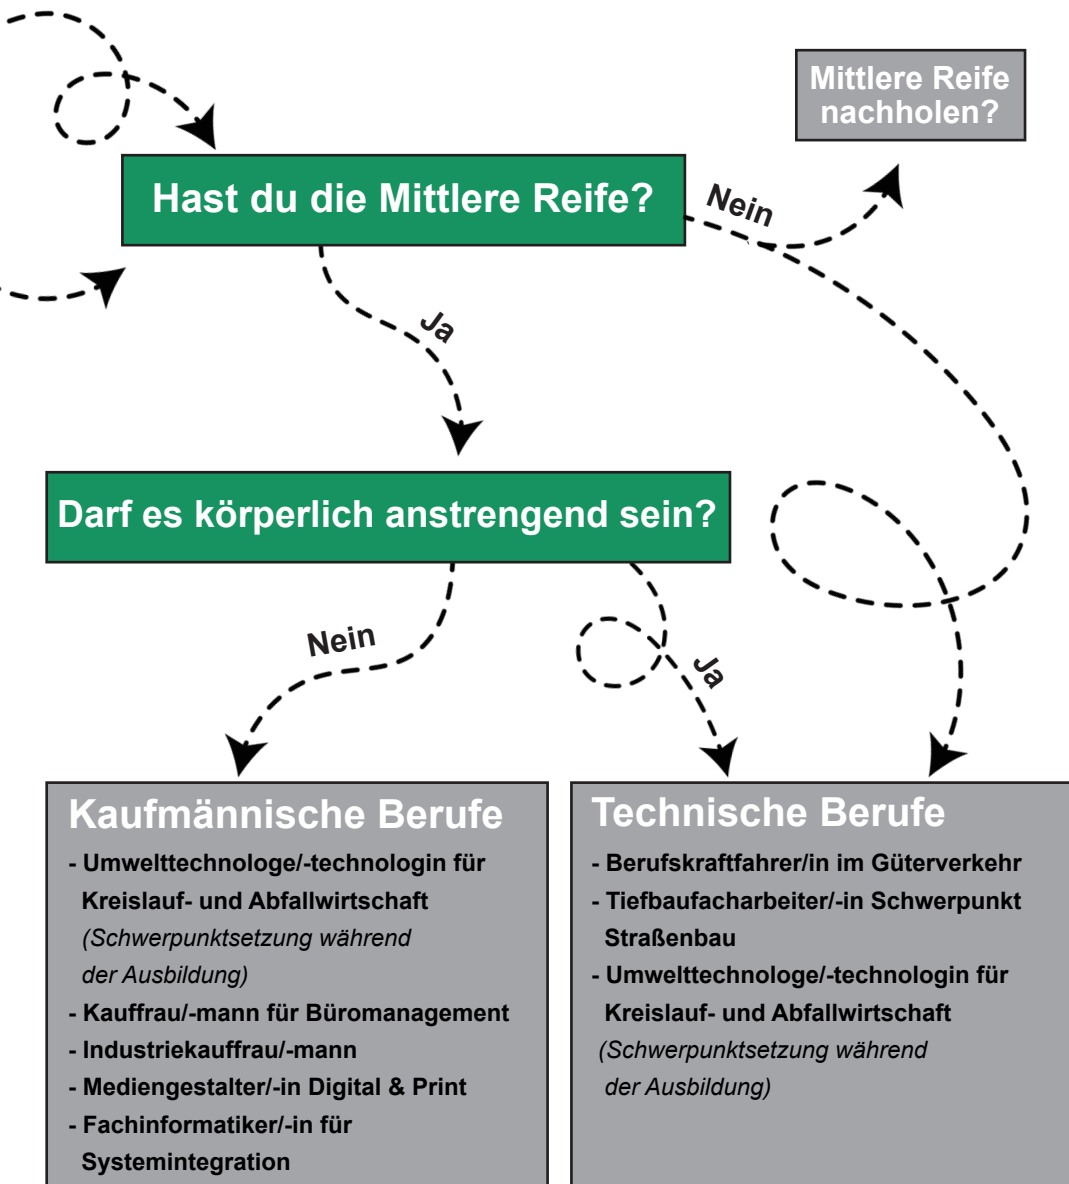 Mittlere Reife
nachholen?
Hast du die Mittlere Reife?
Nein
Ja
Darf es körperlich anstrengend sein?
Nein
Ja
Kaufmännische Berufe
- Umwelttechnologe/-technologin für
Kreislauf- und Abfallwirtschaft
(Schwerpunktsetzung während
der Ausbildung)
- Kauffrau/-mann für Büromanagement
- Industriekauffrau/-mann
- Mediengestalter/-in Digital & Print
- Fachinformatiker/-in für
Systemintegration
Technische Berufe
- Berufskraftfahrer/in im Güterverkehr
- Tiefbaufacharbeiter/-in Schwerpunkt
Straßenbau
- Umwelttechnologe/-technologin für
Kreislauf- und Abfallwirtschaft
(Schwerpunktsetzung während
der Ausbildung)